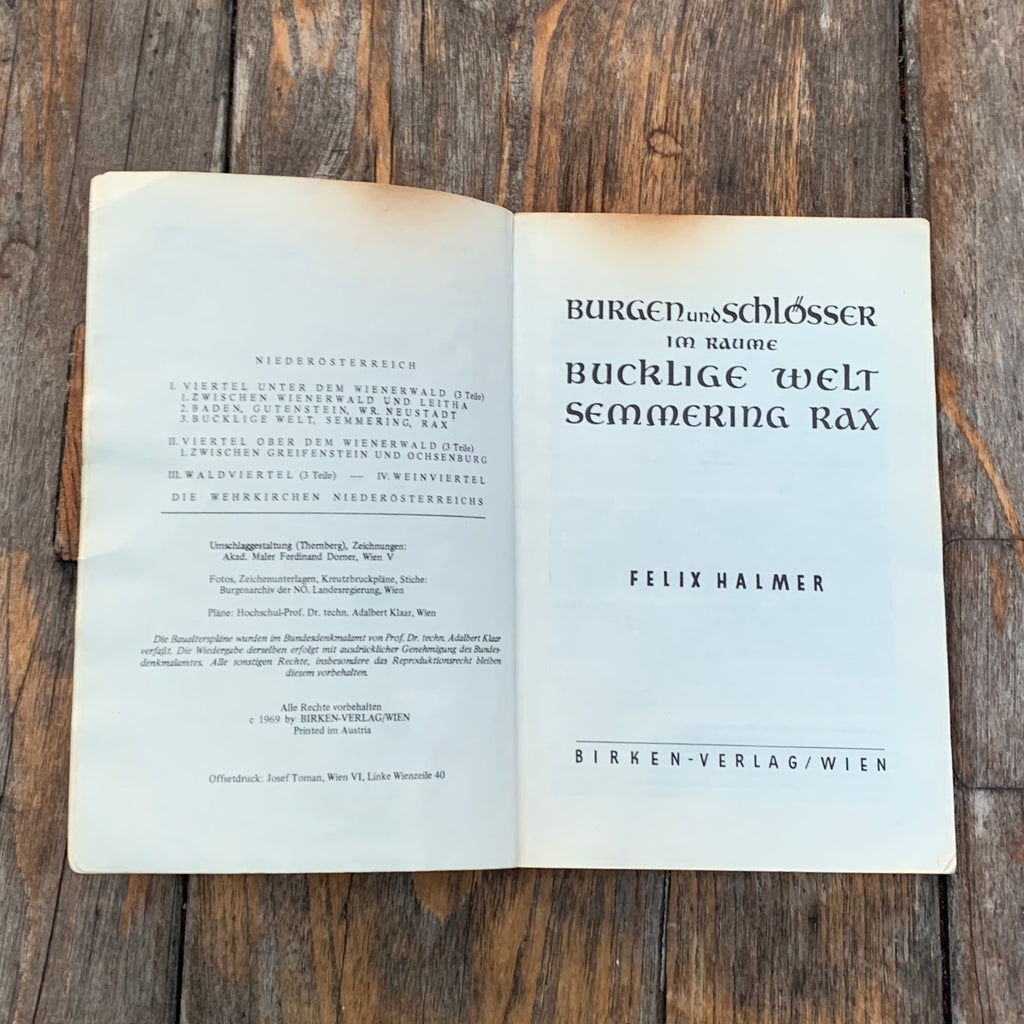 NIEDERÖSTERREICH
I. VIERTEL UNTER DEM WIENERWALD (3 Teile)
1. ZWISCHEN WIENERWALD UND LEITHA
2. BADEN, GUTENSTEIN, WR. NEUSTADT
3. BUCKLIGE WELT, SEMMERING, RAX
II. VIERTEL OBER DEM WIENERWALD (3 Teile)
1. ZWISCHEN GREIFENSTEIN UND OCHSENBURG
III. WALDVIERTEL (3 Teile) — IV. WEINVIERTEL
DIE WEHRKIRCHEN NIEDERÖSTERREICHS
Umschlaggestaltung (Thernberg), Zeichnungen:
Akad. Maler Ferdinand Dorner, Wien V
Fotos, Zeichenunterlagen, Kreutzbruckpläne, Stiche:
Burgenarchiv der NÖ. Landesregierung, Wien
Pläne: Hochschul-Prof. Dr. techn. Adalbert Klaar, Wien
Die Baualterspläne wurden im Bundesdenkmalamt von Prof. Dr. techn. Adalbert Klaar
verfaßt. Die Wiedergabe derselben erfolgt mit ausdrücklicher Genehmigung des Bundes-
denkmalamtes. Alle sonstigen Rechte, insbesondere das Reproduktionsrecht bleiben
diesem vorbehalten.
Alle Rechte vorbehalten
c 1969 by BIRKEN-VERLAG/WIEN
Printed im Austria
Offsetdruck: Josef Toman, Wien VI, Linke Wienzeile 40
BURGEN und SCHLÖSSER
IM RAUME
BUCKLIGE WELT
SEMMERING RAX
FELIX HALMER
BIRKEN-VERLAG/WIEN